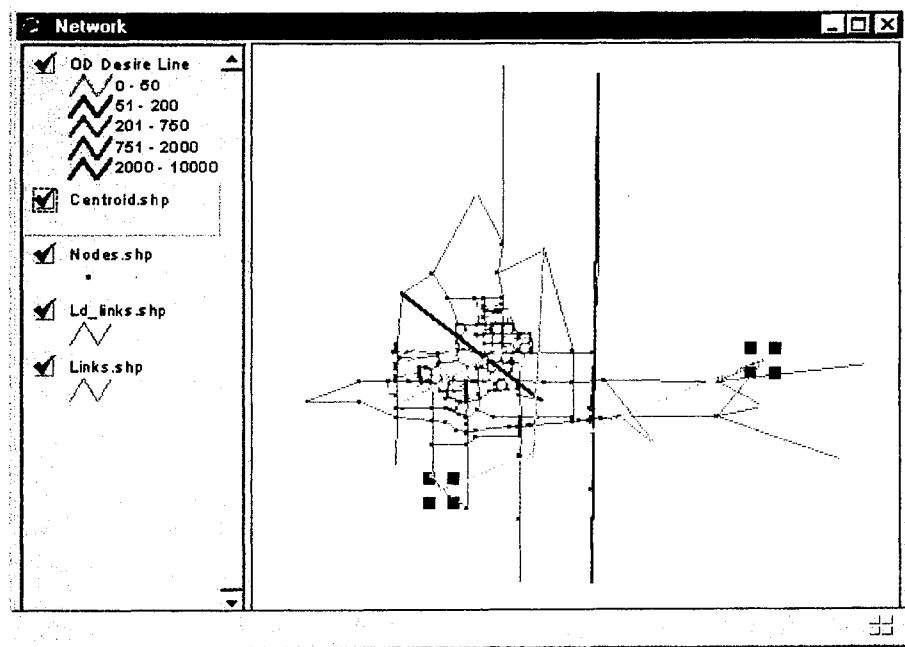 Network
OD Desire Line
0 - 50
51 - 200
201 - 750
751 - 2000
2000 - 10000
Centroid.shp
Nodes.shp
Ld_links.shp
Links.shp